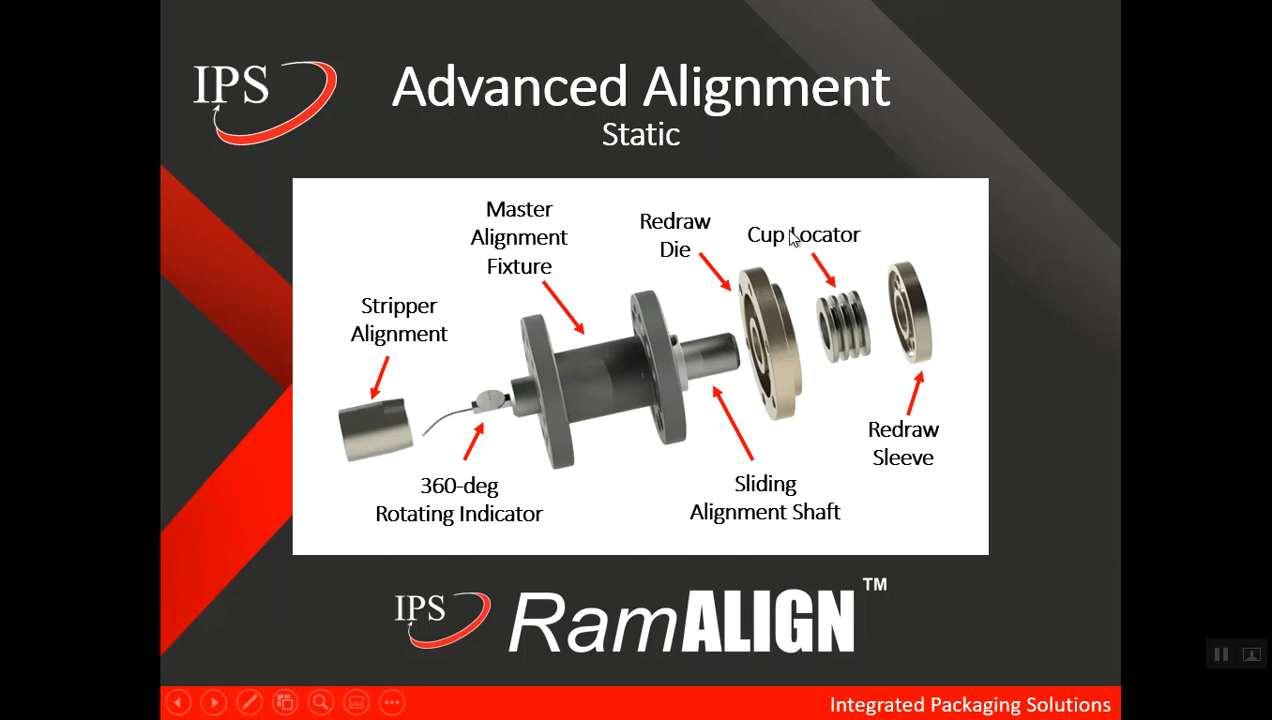 IPS
Advanced Alignment
Static
Master
Alignment
Fixture
Redraw
Die
Cup Locator
Stripper
Alignment
Redraw
Sleeve
360-deg
Rotating Indicator
Sliding
Alignment Shaft
IPS RamALIGN™
Integrated Packaging Solutions